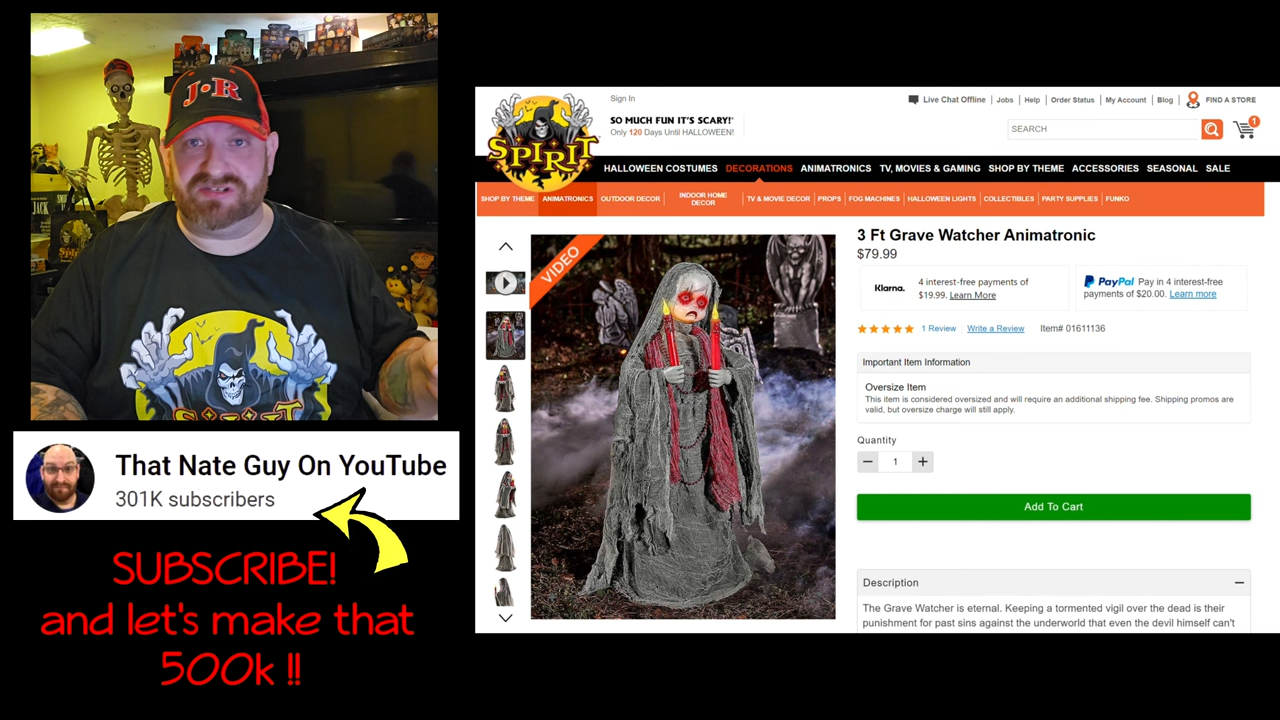 J·R
JACK
SPIRIT
That Nate Guy On YouTube
301K subscribers
SUBSCRIBE!
and let's make that
500k !!
SPIRIT
Sign In
SO MUCH FUN IT'S SCARY!
Only 120 Days Until HALLOWEEN!
Live Chat Offline
Jobs
Help
Order Status
My Account
Blog
FIND A STORE
SEARCH
1
HALLOWEEN COSTUMES
DECORATIONS
ANIMATRONICS
TV, MOVIES & GAMING
SHOP BY THEME
ACCESSORIES
SEASONAL
SALE
SHOP BY THEME
ANIMATRONICS
OUTDOOR DECOR
INDOOR HOME
DECOR
TV & MOVIE DECOR
PROPS
FOG MACHINES
HALLOWEEN LIGHTS
COLLECTIBLES
PARTY SUPPLIES
FUNKO
VIDEO
3 Ft Grave Watcher Animatronic
$79.99
Klarna.
4 interest-free payments of
$19.99. Learn More
PayPal Pay in 4 interest-free
payments of $20.00. Learn more
1 Review
Write a Review
Item# 01611136
Important Item Information
Oversize Item
This item is considered oversized and will require an additional shipping fee. Shipping promos are
valid, but oversize charge will still apply.
Quantity
1
Add To Cart
Description
The Grave Watcher is eternal. Keeping a tormented vigil over the dead is their
punishment for past sins against the underworld that even the devil himself can't